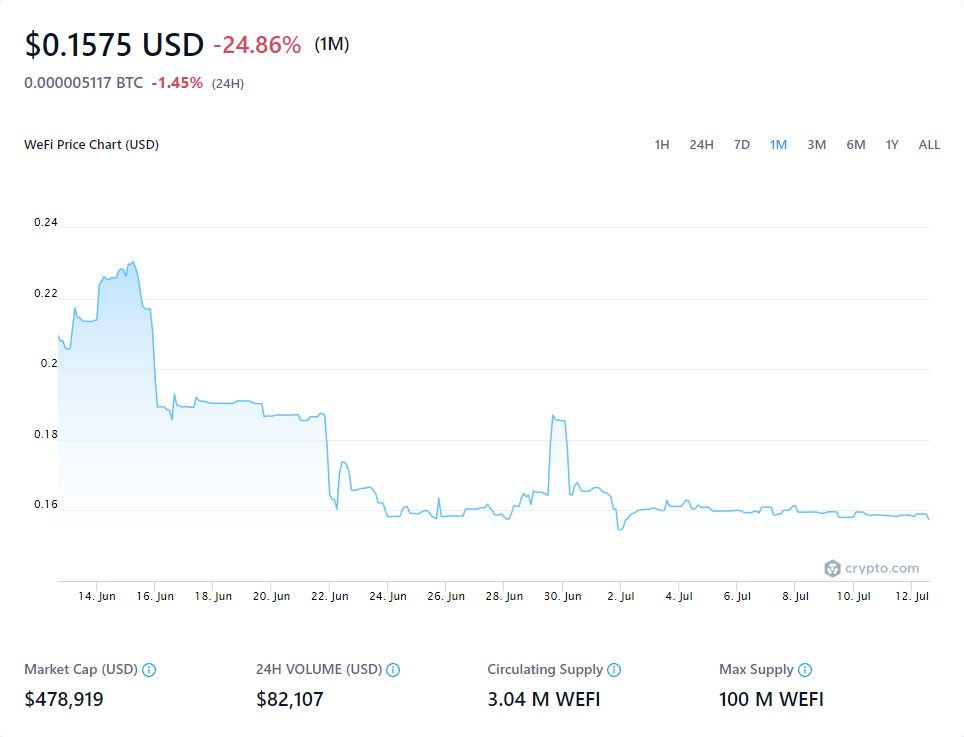 $0.1575 USD -24.86% (1M)
0.000005117 BTC -1.45% (24H)
WeFi Price Chart (USD) 1H 24H 7D 1M 3M 6M 1Y ALL
0.24
0.22
0.2
0.18
0.16
crypto.com
14. Jun 16. Jun 18. Jun 20. Jun 22. Jun 24. Jun 26. Jun 28. Jun 30. Jun 2. Jul 4. Jul 6. Jul 8. Jul 10. Jul 12. Jul
Market Cap (USD) 24H VOLUME (USD) Circulating Supply Max Supply
$478,919 $82,107 3.04 M WEFI 100 M WEFI